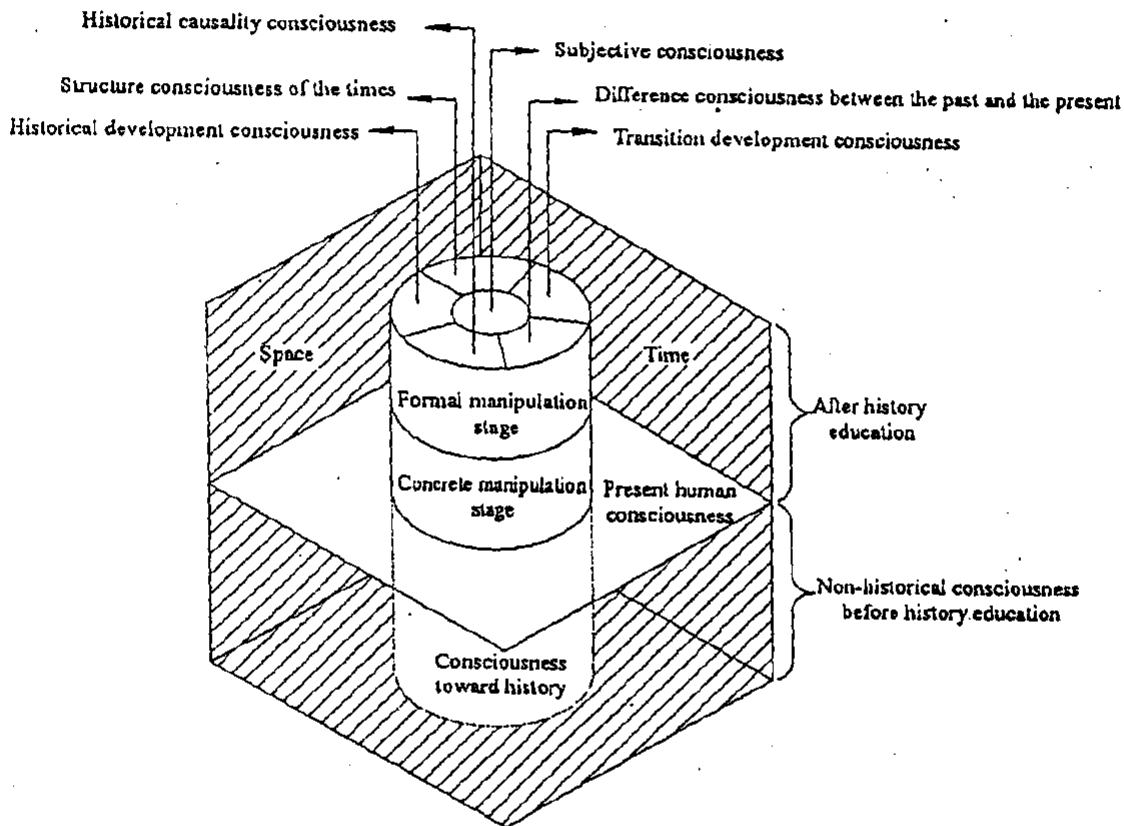 Historical causality consciousness
Subjective consciousness
Structure consciousness of the times
Difference consciousness between the past and the present
Historical development consciousness
Transition development consciousness
Space
Time
Formal manipulation
stage
After history
education
Concrete manipulation
stage
Present human
consciousness
Non-historical consciousness
before history education
Consciousness
toward history